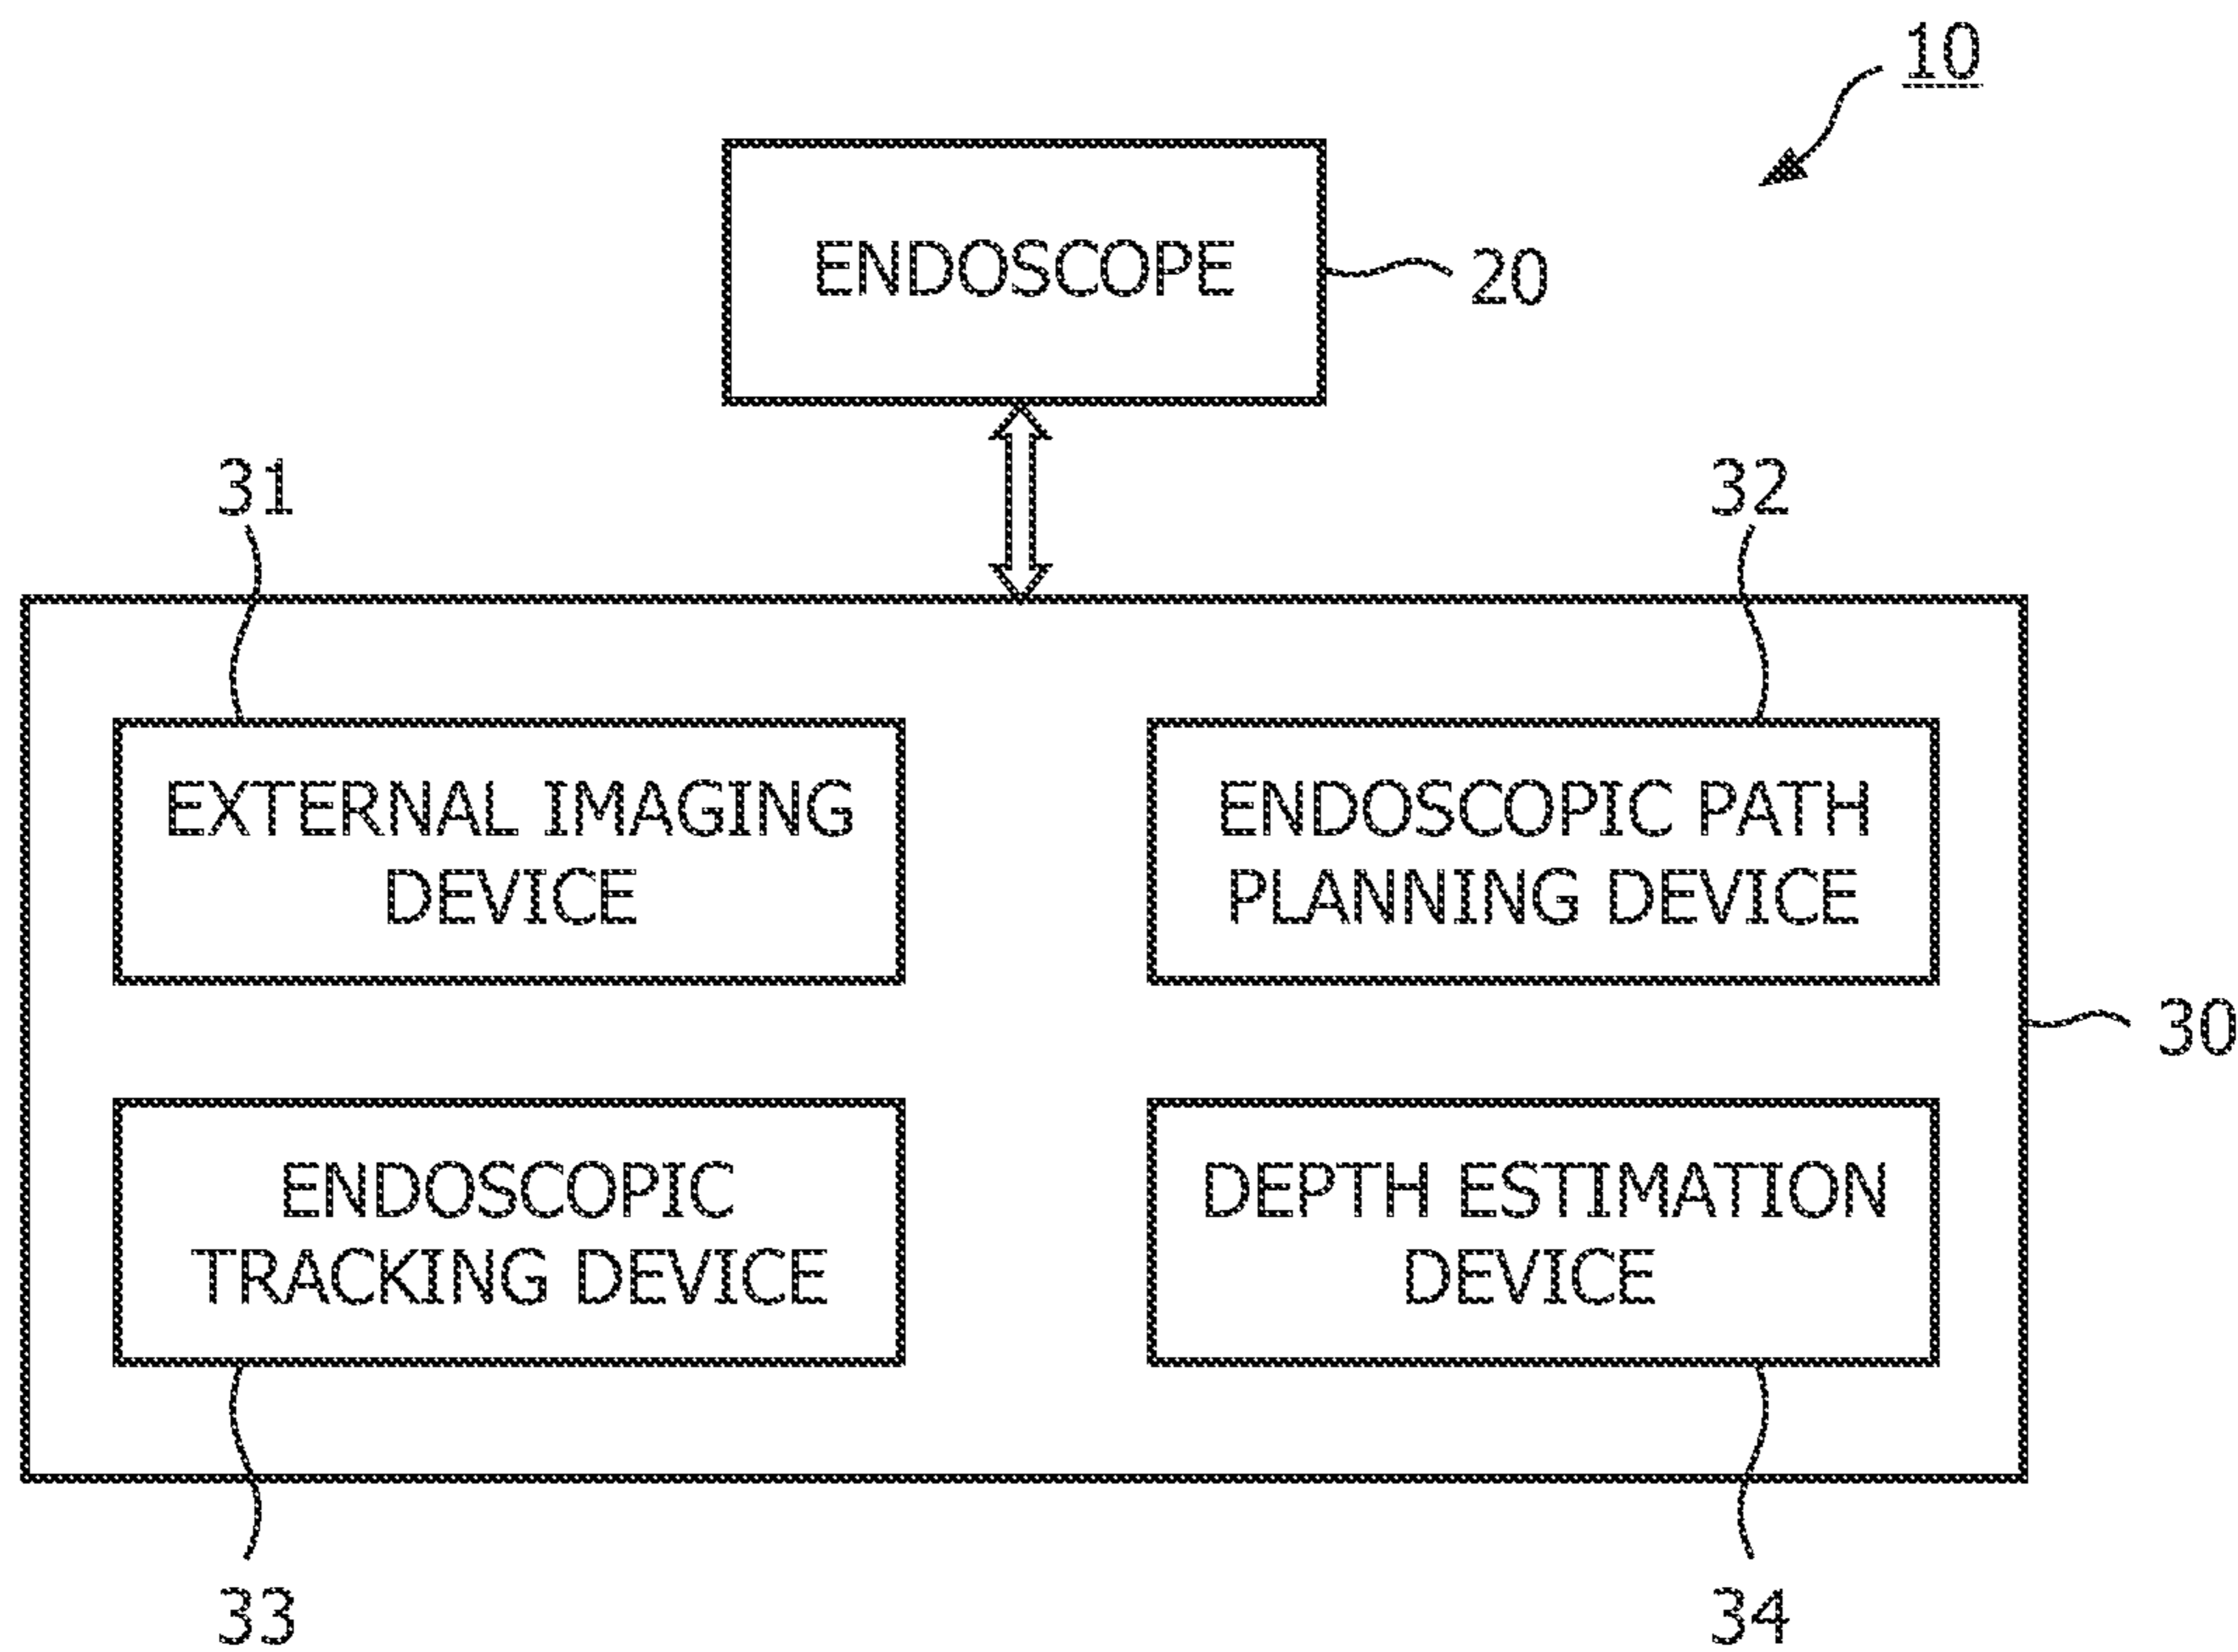 10
ENDOSCOPE
20
31
32
EXTERNAL IMAGING
DEVICE
ENDOSCOPIC PATH
PLANNING DEVICE
30
ENDOSCOPIC
TRACKING DEVICE
DEPTH ESTIMATION
DEVICE
33
34